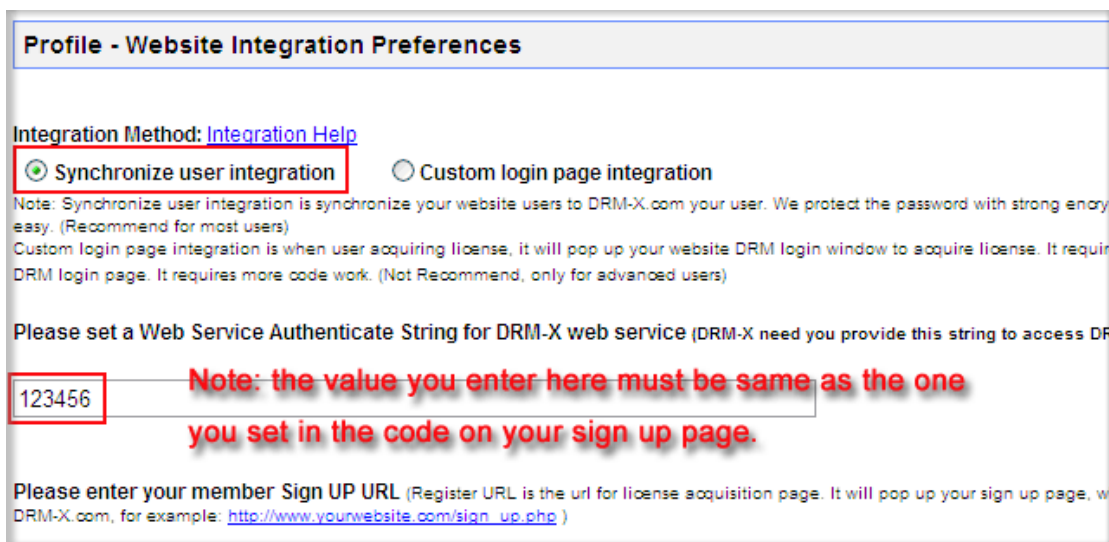 Profile - Website Integration Preferences
Integration Method: Integration Help
Synchronize user integration Custom login page integration
Note: Synchronize user integration is synchronize your website users to DRM-X.com your user. We protect the password with strong
easy. (Recommend for most users)
Custom login page integration is when user acquiring license, it will pop up your website DRM login window to acquire license. It
DRM login page. It requires more code work. (Not Recommend, only for advanced users)
Please set a Web Service Authenticate String for DRM-X web service (DRM-X need you provide this string to access
123456
Note: the value you enter here must be same as the one
you set in the code on your sign up page.
Please enter your member Sign UP URL (Register URL is the url for license acquisition page. It will pop up your sign up page,
DRM-X.com, for example: http://www.yourwebsite.com/sign_up.php )